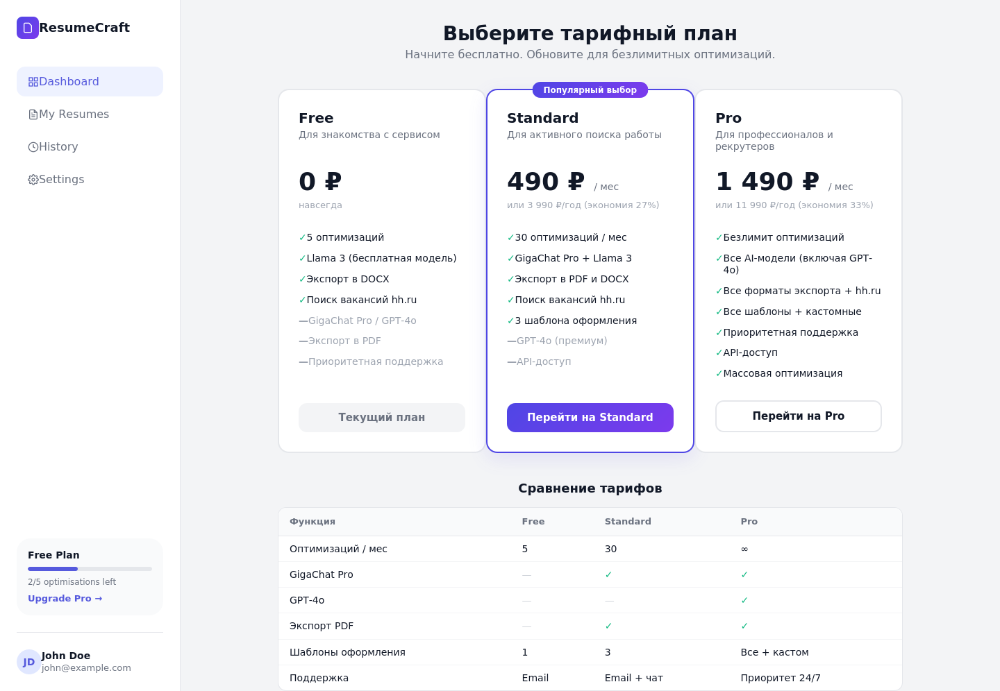 ResumeCraft
Dashboard
My Resumes
History
Settings
Free Plan
2/5 optimisations left
Upgrade Pro →
JD
John Doe
john@example.com
Выберите тарифный план
Начните бесплатно. Обновите для безлимитных оптимизаций.
Free
Для знакомства с сервисом
0 ₽
навсегда
✓5 оптимизаций
✓Llama 3 (бесплатная модель)
✓Экспорт в DOCX
✓Поиск вакансий hh.ru
—GigaChat Pro / GPT-4o
—Экспорт в PDF
—Приоритетная поддержка
Текущий план
Популярный выбор
Standard
Для активного поиска работы
490 ₽ / мес
или 3 990 ₽/год (экономия 27%)
✓30 оптимизаций / мес
✓GigaChat Pro + Llama 3
✓Экспорт в PDF и DOCX
✓Поиск вакансий hh.ru
✓3 шаблона оформления
—GPT-4o (премиум)
—API-доступ
Перейти на Standard
Pro
Для профессионалов и
рекрутеров
1 490 ₽ / мес
или 11 990 ₽/год (экономия 33%)
✓Безлимит оптимизаций
✓Все AI-модели (включая GPT-
4o)
✓Все форматы экспорта + hh.ru
✓Все шаблоны + кастомные
✓Приоритетная поддержка
✓API-доступ
✓Массовая оптимизация
Перейти на Pro
Сравнение тарифов
Функция Free Standard Pro
Оптимизаций / мес 5 30 ∞
GigaChat Pro — ✓ ✓
GPT-4o — — ✓
Экспорт PDF — ✓ ✓
Шаблоны оформления 1 3 Все + кастом
Поддержка Email Email + чат Приоритет 24/7